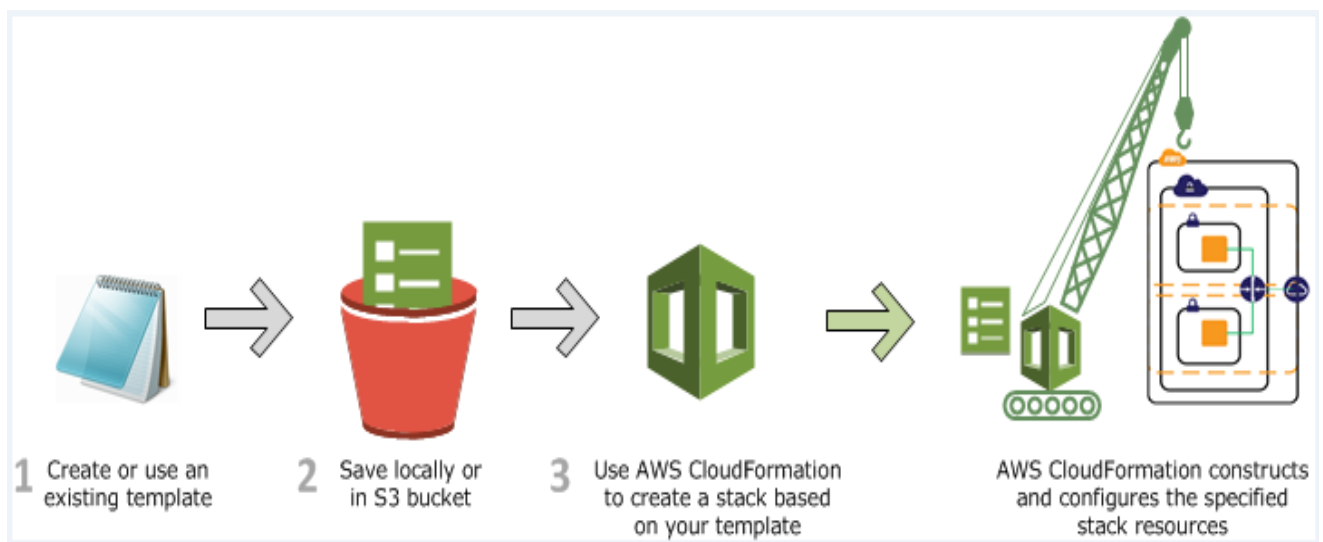 aws
1 Create or use an
existing template
2 Save locally or
in S3 bucket
3 Use AWS CloudFormation
to create a stack based
on your template
AWS CloudFormation constructs
and configures the specified
stack resources